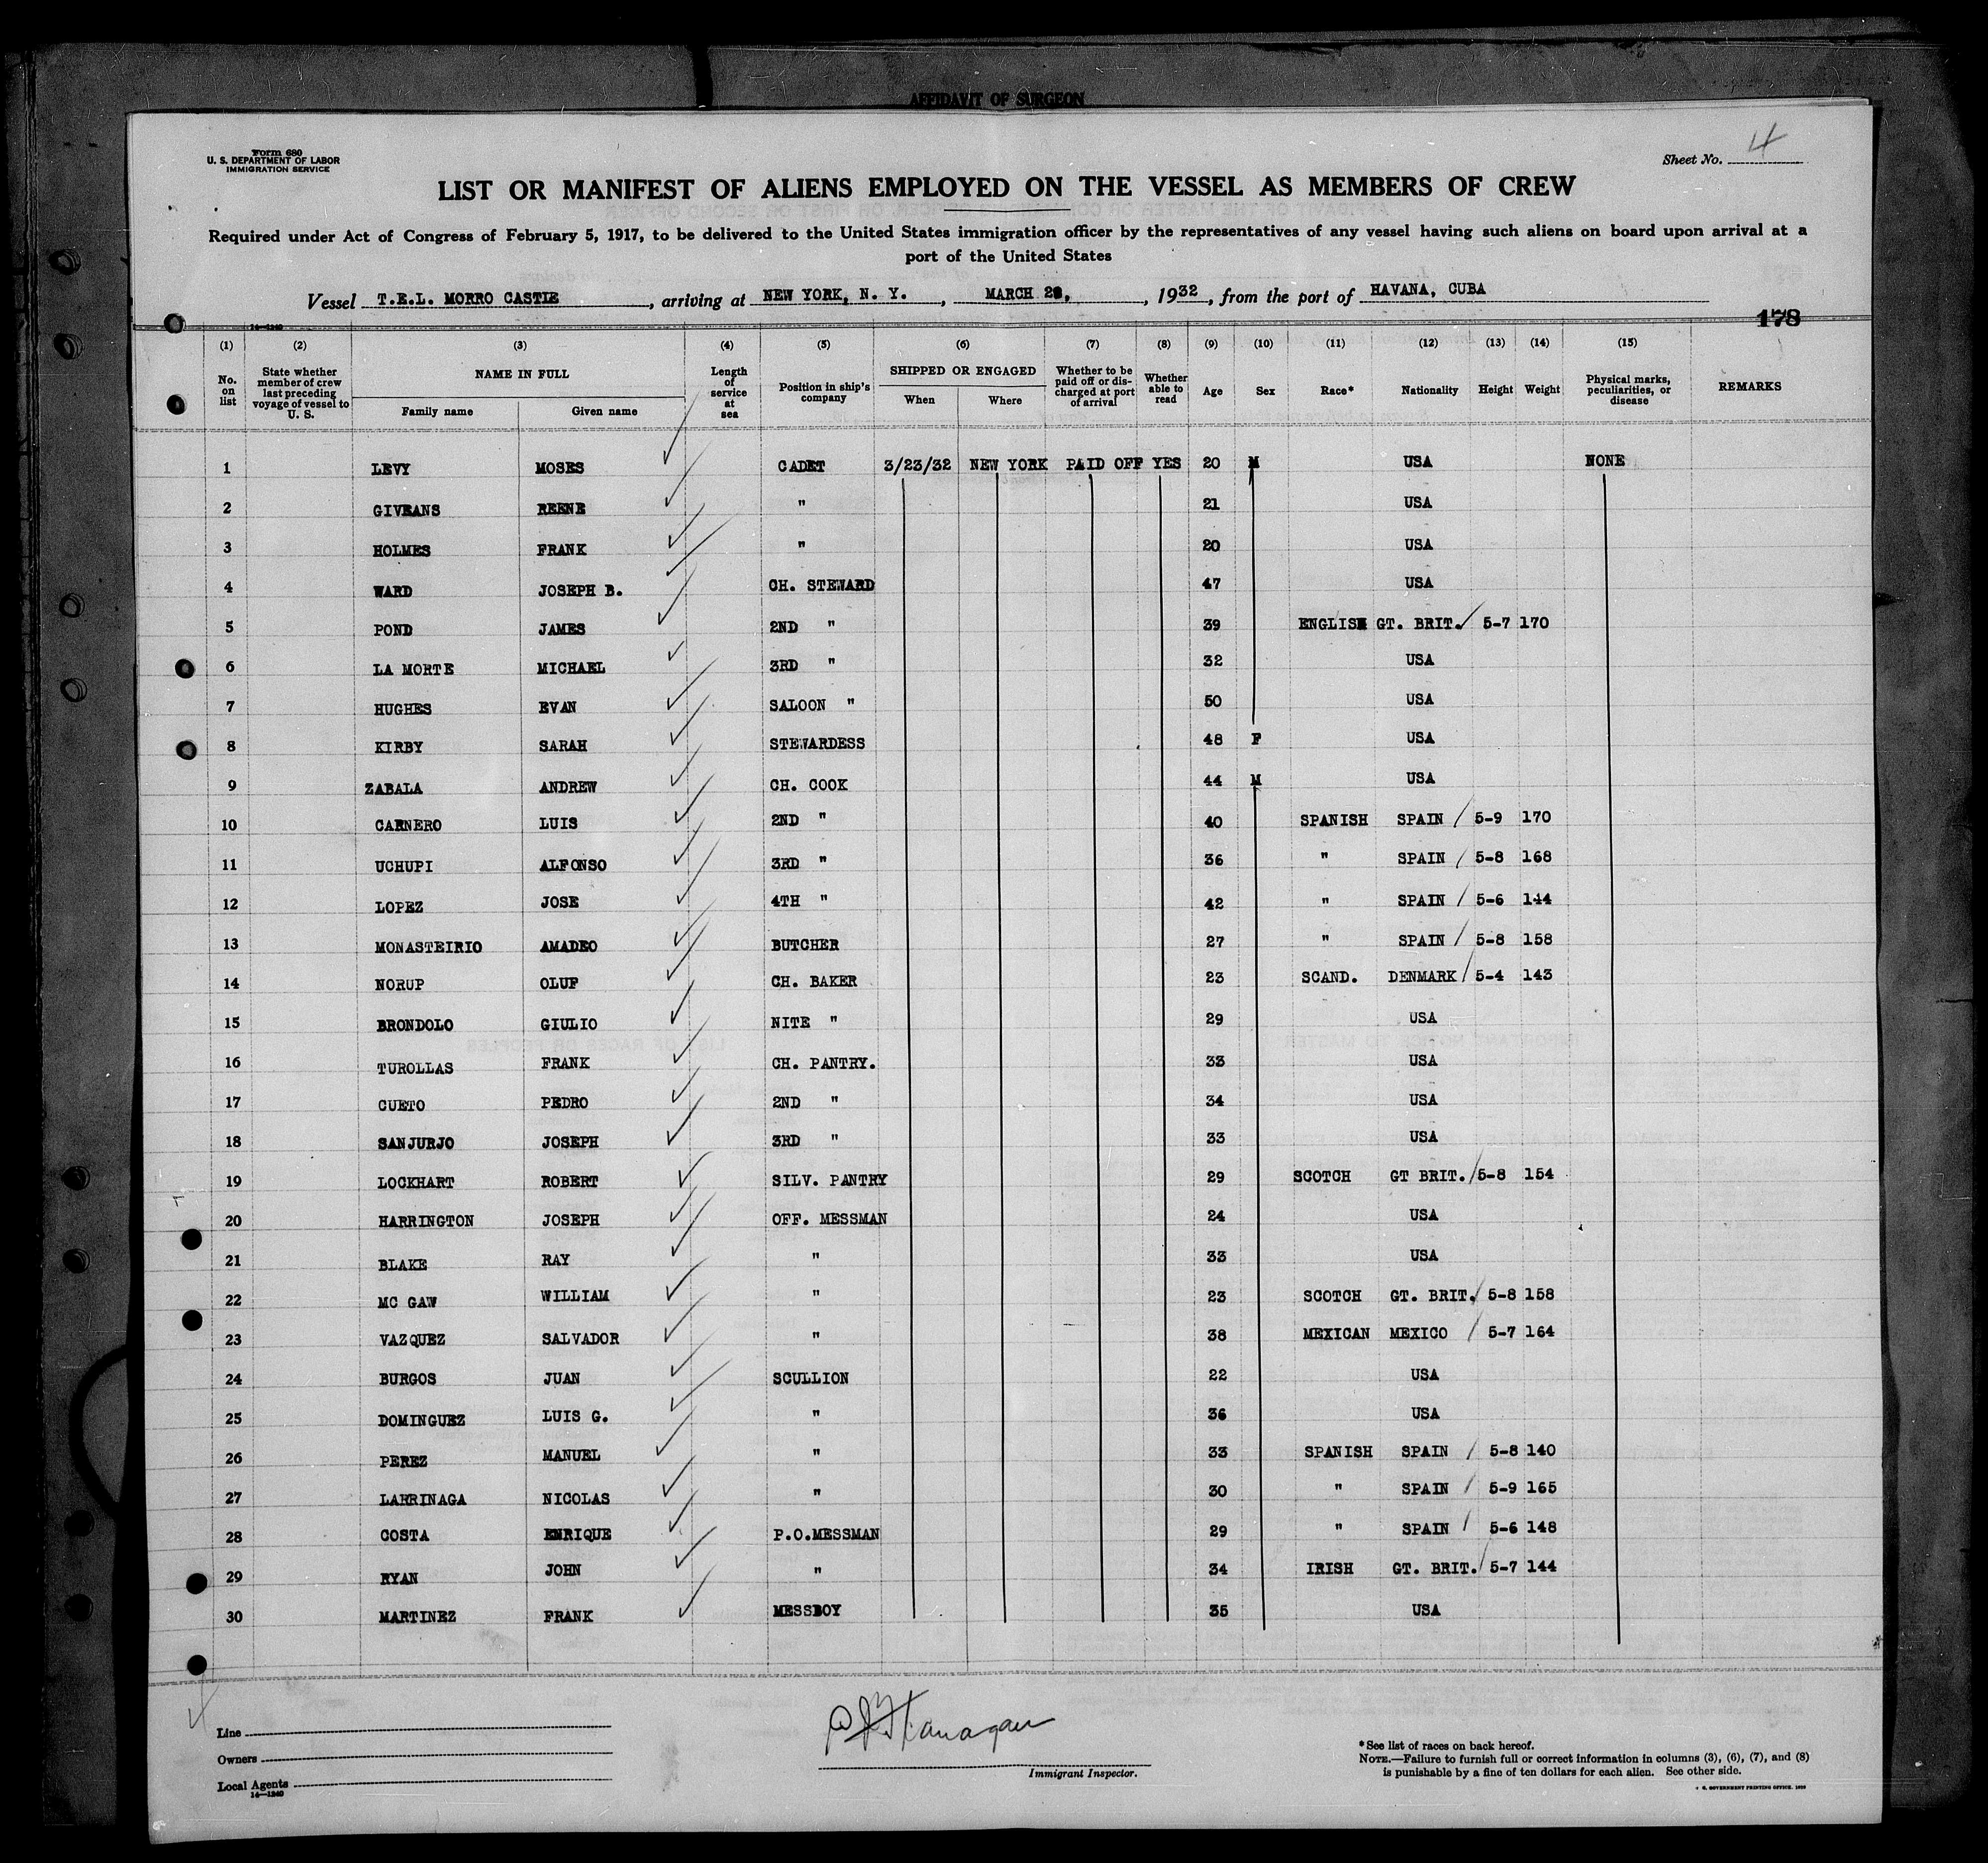 AFFIDAVIT OF SURGEON
Form 680
U. S. DEPARTMENT OF LABOR
IMMIGRATION SERVICE
Sheet No. 4
LIST OR MANIFEST OF ALIENS EMPLOYED ON THE VESSEL AS MEMBERS OF CREW
Required under Act of Congress of February 5, 1917, to be delivered to the United States immigration officer by the representatives of any vessel having such aliens on board upon arrival at a
port of the United States
Vessel T.E.L. MORRO CASTLE, arriving at NEW YORK, N. Y., MARCH 2, 1932, from the port of HAVANA, CUBA
178
14—1240
(1) (2) (3) (4) (5) (6) (7) (8) (9) (10) (11) (12) (13) (14) (15)
No. on list State whether member of crew last preceding voyage of vessel to U. S. NAME IN FULL Family name Given name Length of service at sea Position in ship's company SHIPPED OR ENGAGED When Where Whether to be paid off or discharged at port of arrival Whether able to read Age Sex Race* Nationality Height Weight Physical marks, peculiarities, or disease REMARKS
1 LEVY MOSES CADET 3/23/32 NEW YORK PAID OFF YES 20 M USA NONE
2 GIVEANS REENE " 21 USA
3 HOLMES FRANK " 20 USA
4 WARD JOSEPH B. CH. STEWARD 47 USA
5 POND JAMES 2ND " 39 ENGLISH GT. BRIT. 5-7 170
6 LA MORTE MICHAEL 3RD " 32 USA
7 HUGHES EVAN SALOON " 50 USA
8 KIRBY SARAH STEWARDESS 48 F USA
9 ZABALA ANDREW CH. COOK 44 M USA
10 CARNERO LUIS 2ND " 40 SPANISH SPAIN 5-9 170
11 UCHUPI ALFONSO 3RD " 36 " SPAIN 5-8 168
12 LOPEZ JOSE 4TH " 42 " SPAIN 5-6 144
13 MONASTEIRIO AMADEO BUTCHER 27 " SPAIN 5-8 158
14 NORUP OLUF CH. BAKER 23 SCAND. DENMARK 5-4 143
15 BRONDOLO GIULIO NITE " 29 USA
16 TUROLLAS FRANK CH. PANTRY. 33 USA
17 CUETO PEDRO 2ND " 34 USA
18 SANJURJO JOSEPH 3RD " 33 USA
19 LOCKHART ROBERT SILV. PANTRY 29 SCOTCH GT BRIT. 5-8 154
20 HARRINGTON JOSEPH OFF. MESSMAN 24 USA
21 BLAKE RAY " 33 USA
22 MC GAW WILLIAM " 23 SCOTCH GT. BRIT. 5-8 158
23 VAZQUEZ SALVADOR " 38 MEXICAN MEXICO 5-7 164
24 BURGOS JUAN SCULLION 22 USA
25 DOMINGUEZ LUIS G. " 36 USA
26 PEREZ MANUEL " 33 SPANISH SPAIN 5-8 140
27 LARRINAGA NICOLAS " 30 " SPAIN 5-9 165
28 COSTA ENRIQUE P.O.MESSMAN 29 " SPAIN 5-6 148
29 RYAN JOHN " 34 IRISH GT. BRIT. 5-7 144
30 MARTINEZ FRANK MESSBOY 35 USA
Line
Owners
Local Agents
14—1240
Flanagan
Immigrant Inspector.
*See list of races on back hereof.
NOTE.—Failure to furnish full or correct information in columns (3), (6), (7), and (8)
is punishable by a fine of ten dollars for each alien. See other side.
GOVERNMENT PRINTING OFFICE